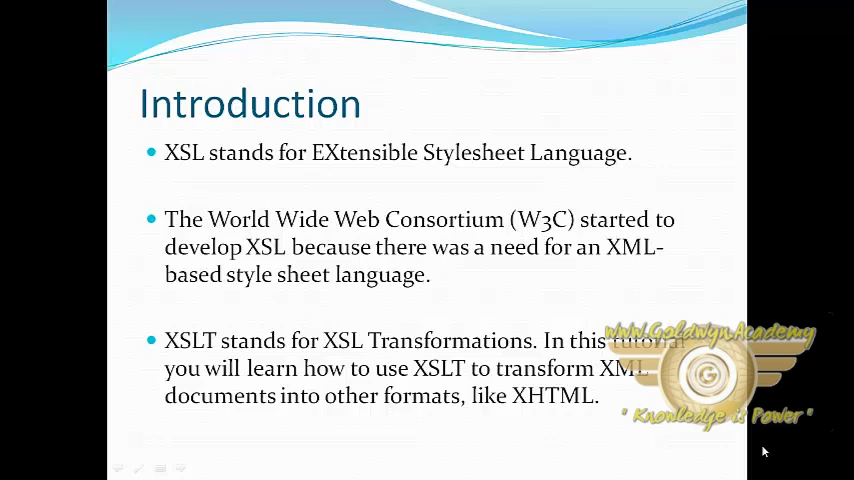 Introduction
• XSL stands for EXtensible Stylesheet Language.
• The World Wide Web Consortium (W3C) started to
develop XSL because there was a need for an XML-
based style sheet language.
• XSLT stands for XSL Transformations. In this tutorial
you will learn how to use XSLT to transform XML
documents into other formats, like XHTML.
www.GoldwynAcademy
G
" Knowledge is Power "